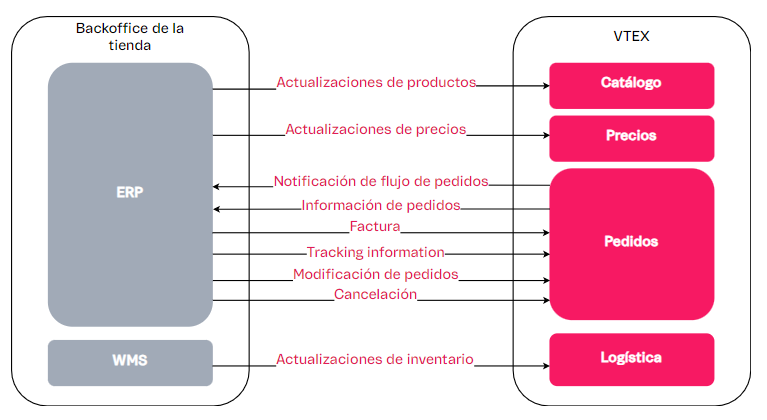 Backoffice de la
tienda
VTEX
Actualizaciones de productos
Catálogo
Actualizaciones de precios
Precios
ERP
Notificación de flujo de pedidos
Información de pedidos
Factura
Tracking information
Modificación de pedidos
Cancelación
Pedidos
WMS
Actualizaciones de inventario
Logística